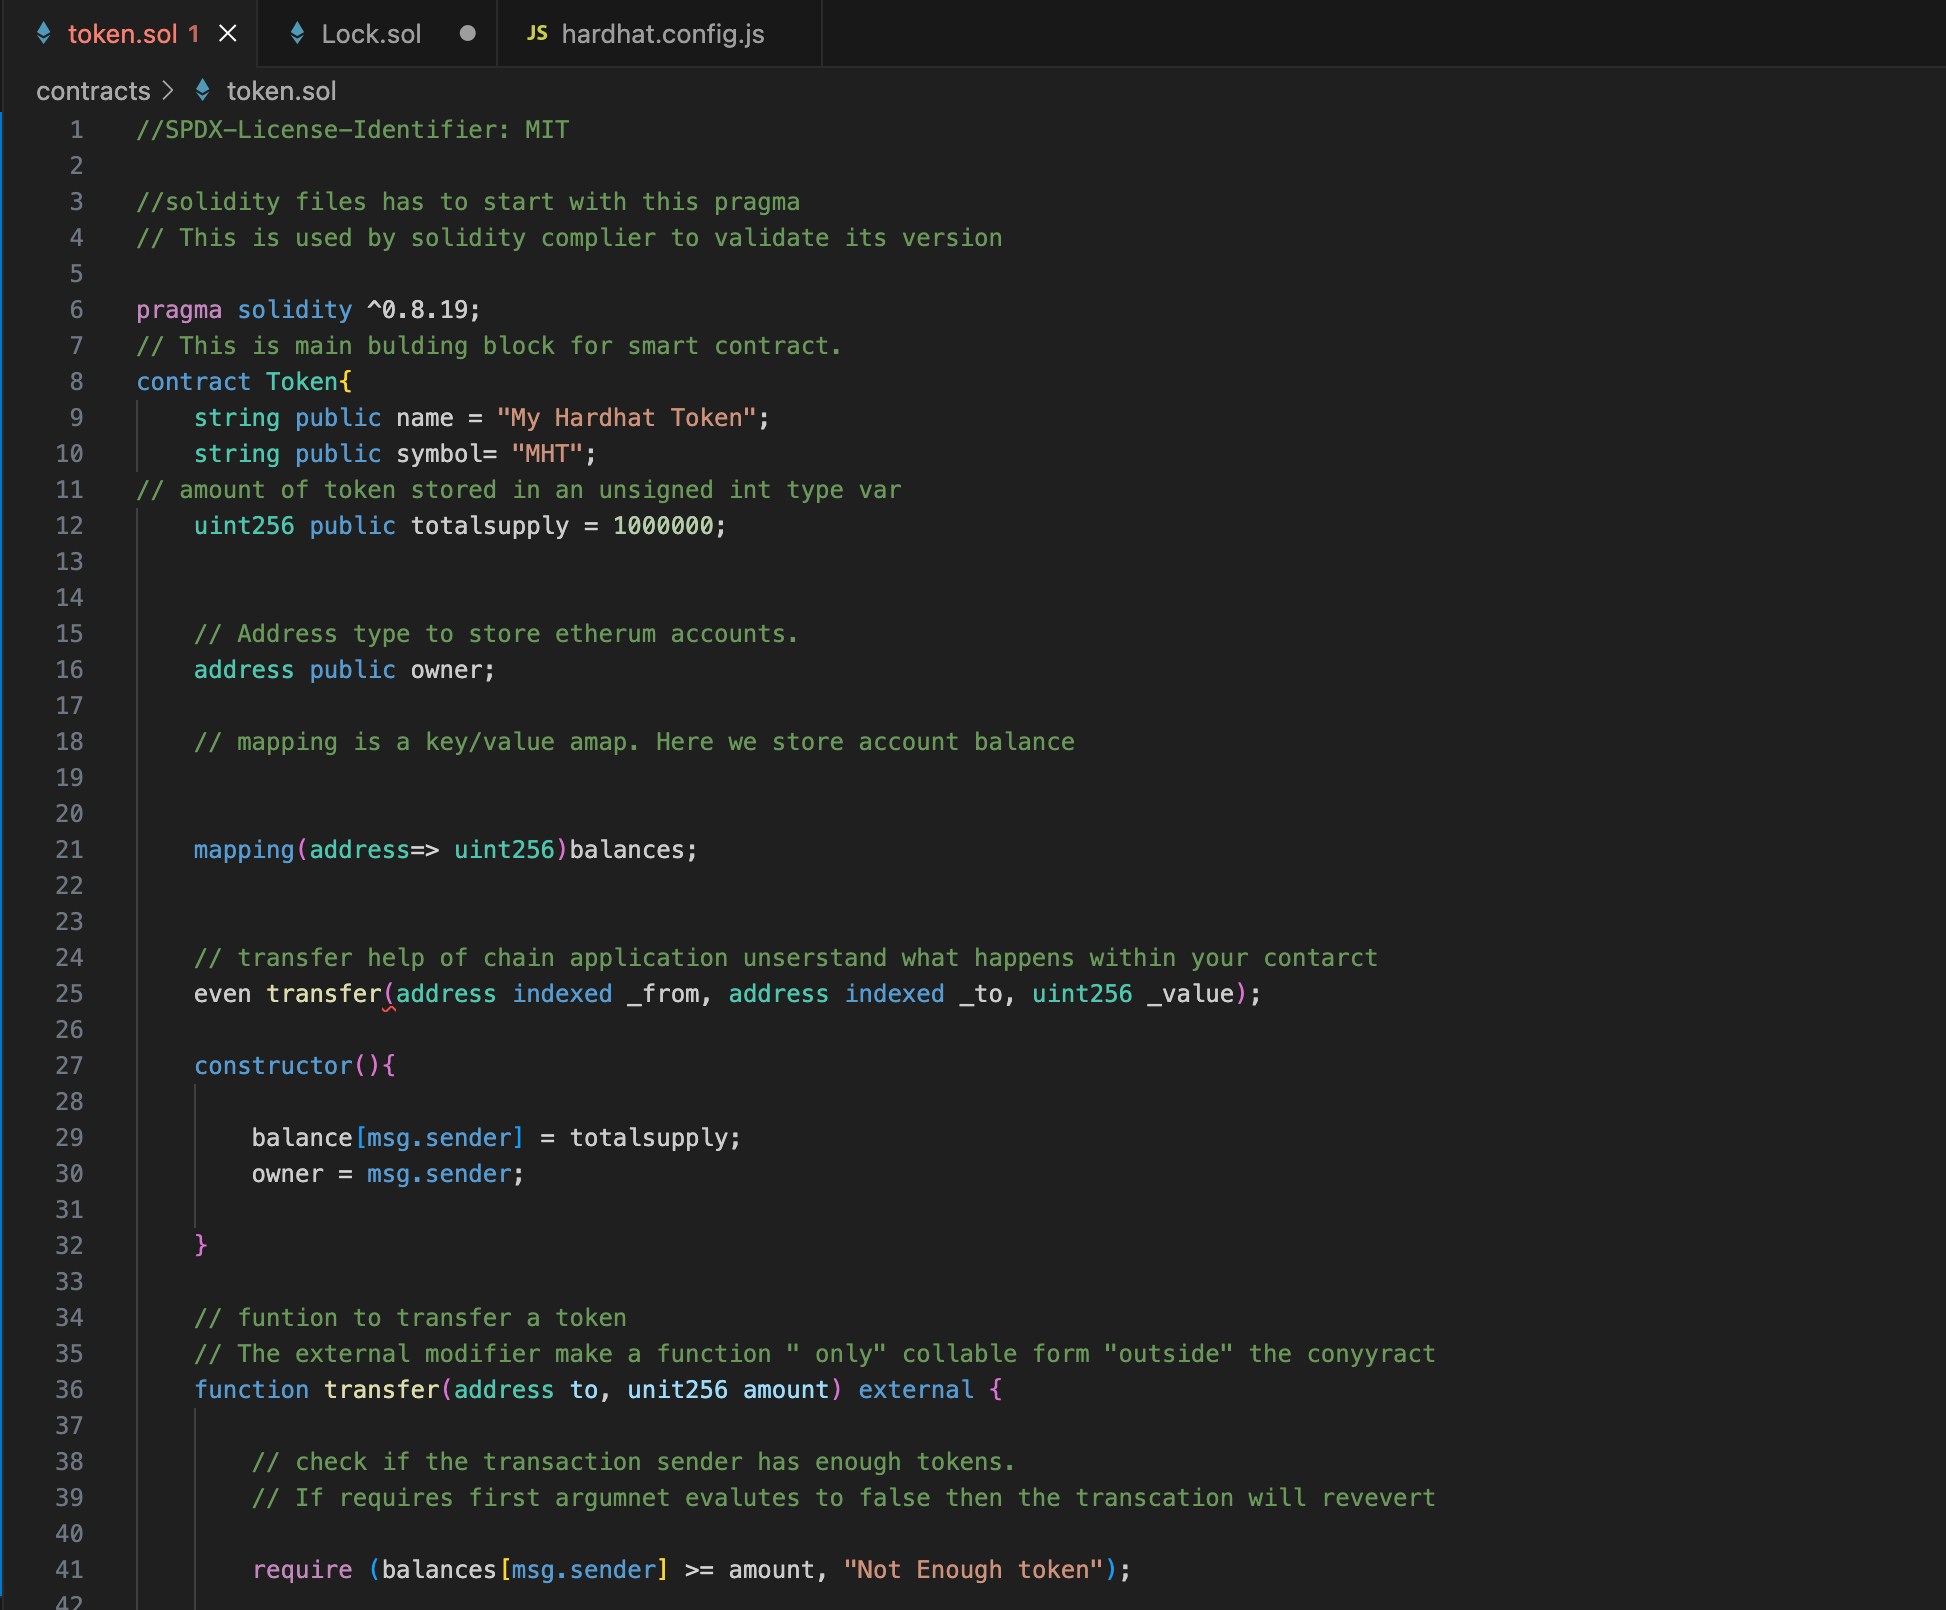 token.sol 1 Lock.sol JS hardhat.config.js
contracts > token.sol
1 //SPDX-License-Identifier: MIT
2
3 //solidity files has to start with this pragma
4 // This is used by solidity complier to validate its version
5
6 pragma solidity ^0.8.19;
7 // This is main bulding block for smart contract.
8 contract Token{
9 string public name = "My Hardhat Token";
10 string public symbol= "MHT";
11 // amount of token stored in an unsigned int type var
12 uint256 public totalsupply = 1000000;
13
14
15 // Address type to store etherum accounts.
16 address public owner;
17
18 // mapping is a key/value amap. Here we store account balance
19
20
21 mapping(address=> uint256)balances;
22
23
24 // transfer help of chain application unserstand what happens within your contarct
25 even transfer(address indexed _from, address indexed _to, uint256 _value);
26
27 constructor(){
28
29 balance[msg.sender] = totalsupply;
30 owner = msg.sender;
31
32 }
33
34 // funtion to transfer a token
35 // The external modifier make a function " only" collable form "outside" the conyyract
36 function transfer(address to, unit256 amount) external {
37
38 // check if the transaction sender has enough tokens.
39 // If requires first argumnet evalutes to false then the transcation will revevert
40
41 require (balances[msg.sender] >= amount, "Not Enough token");
42